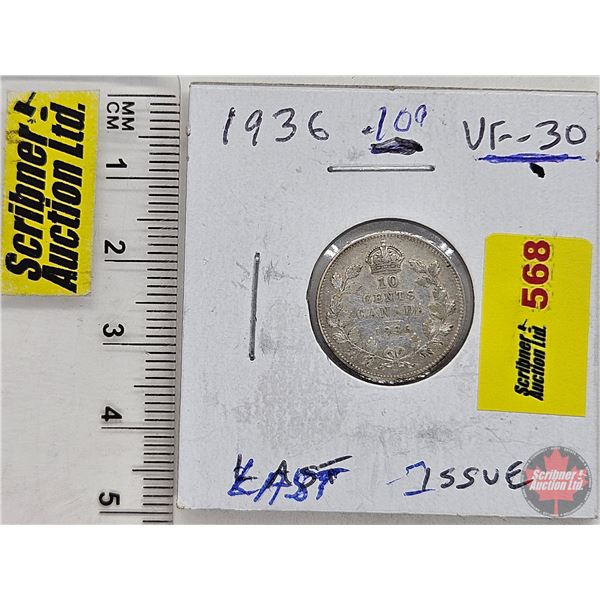 MM
CM
1
2
3
4
5
Scribner
Auction Ltd.
1936 .10¢ VF-30
10
CENTS
CANADA
1936
568
Scribner
Auction Ltd.
LAST ISSUE
Scribner
Auction Ltd.